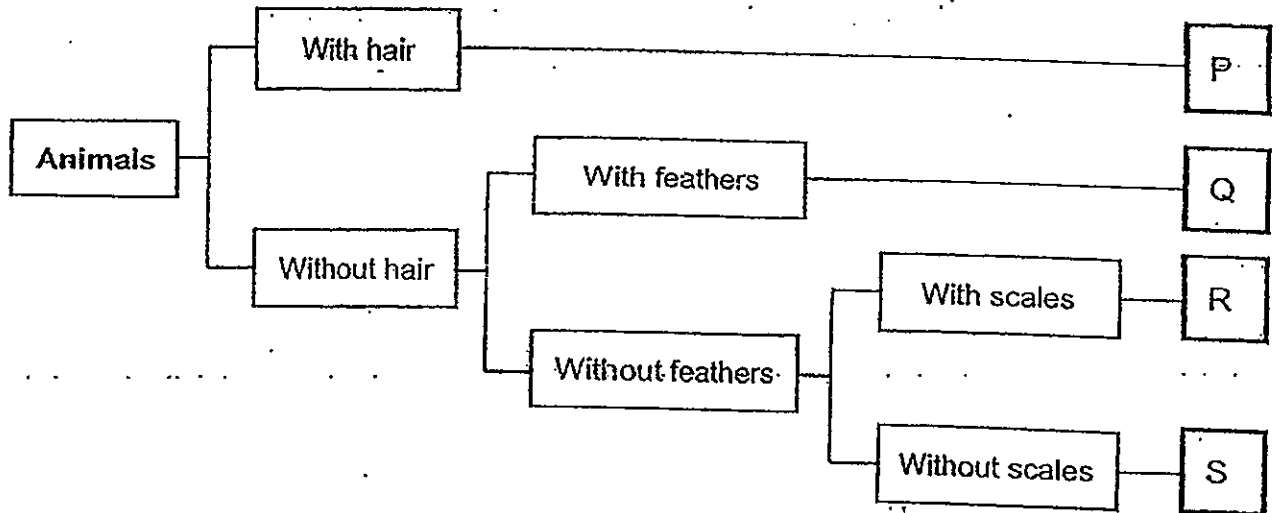 With hair
P
Animals
With feathers
Q
Without hair
With scales
R
Without feathers
Without scales
S